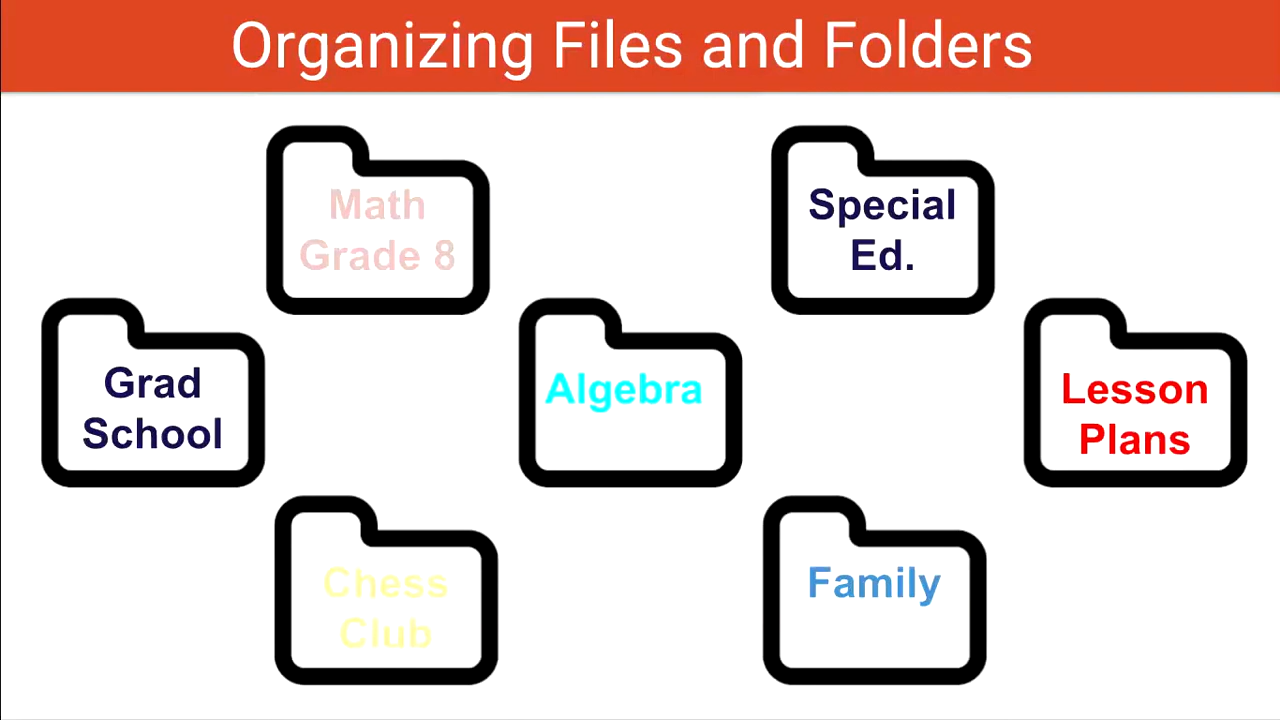 Organizing Files and Folders
Math
Grade 8
Special
Ed.
Grad
School
Algebra
Lesson
Plans
Chess
Club
Family